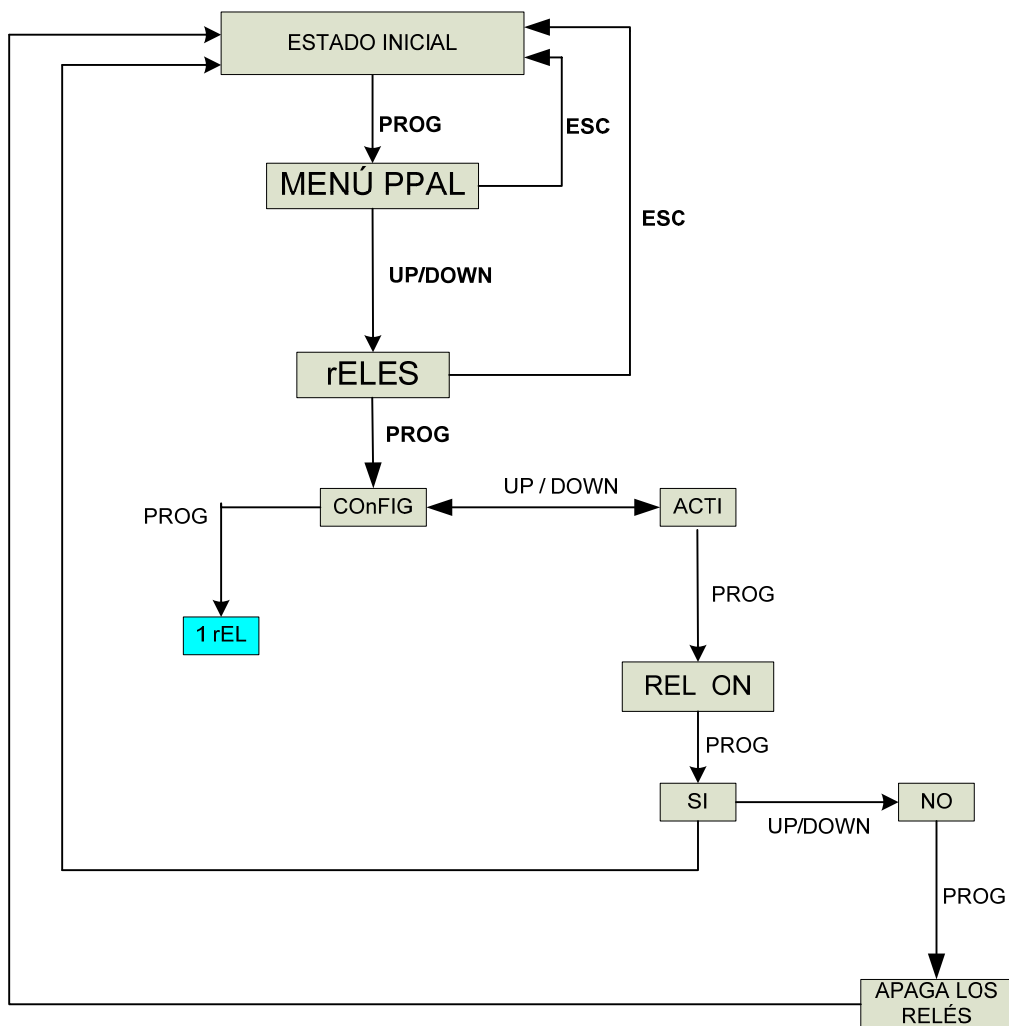 ESTADO INICIAL
PROG
ESC
MENÚ PPAL
ESC
UP/DOWN
rELES
PROG
UP / DOWN
COnFIG
ACTI
PROG
PROG
1 rEL
REL ON
PROG
SI
NO
UP/DOWN
PROG
APAGA LOS
RELÉS